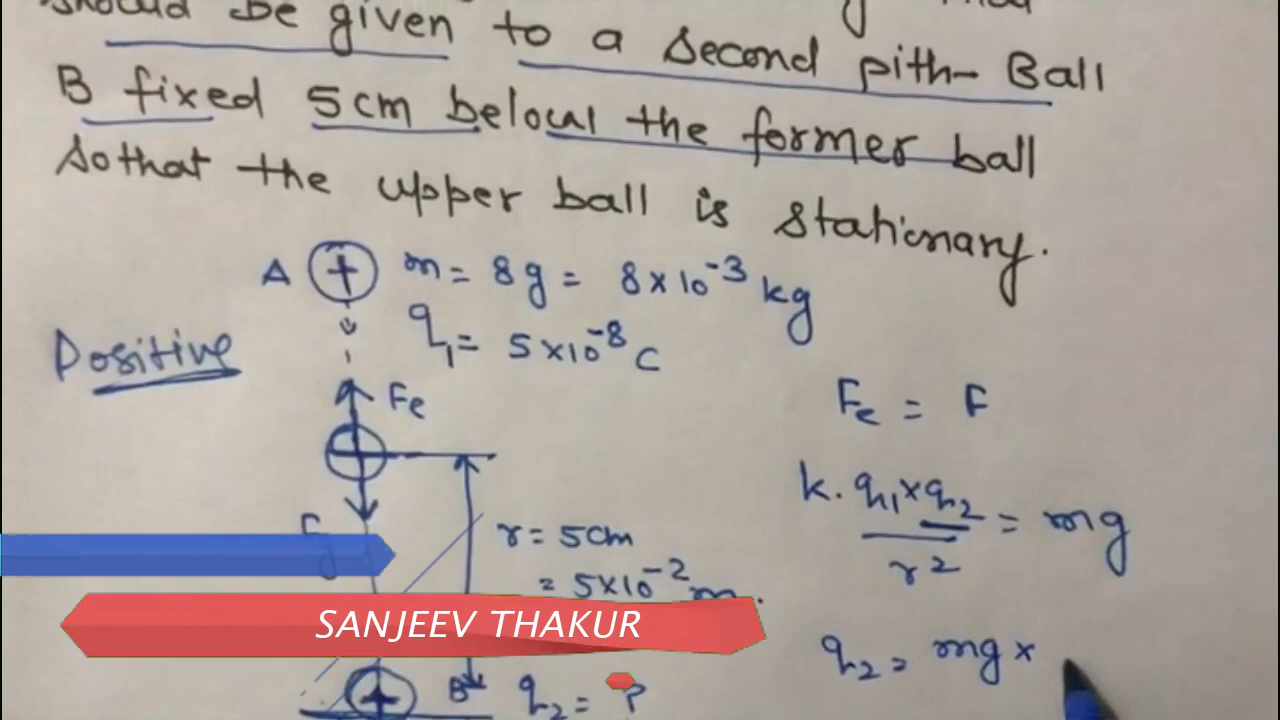 be given to a second pith- Ball
B fixed 5cm below the former ball
So that the upper ball is stationary.
A + m = 8g = 8×10⁻³ kg
q₁ = 5×10⁻⁸ C
Positive
Fe
Fe = F
k. q₁×q₂ / r² = mg
r = 5cm
= 5×10⁻² m.
SANJEEV THAKUR
q₂ = mg ×
+ B q₂ = ?